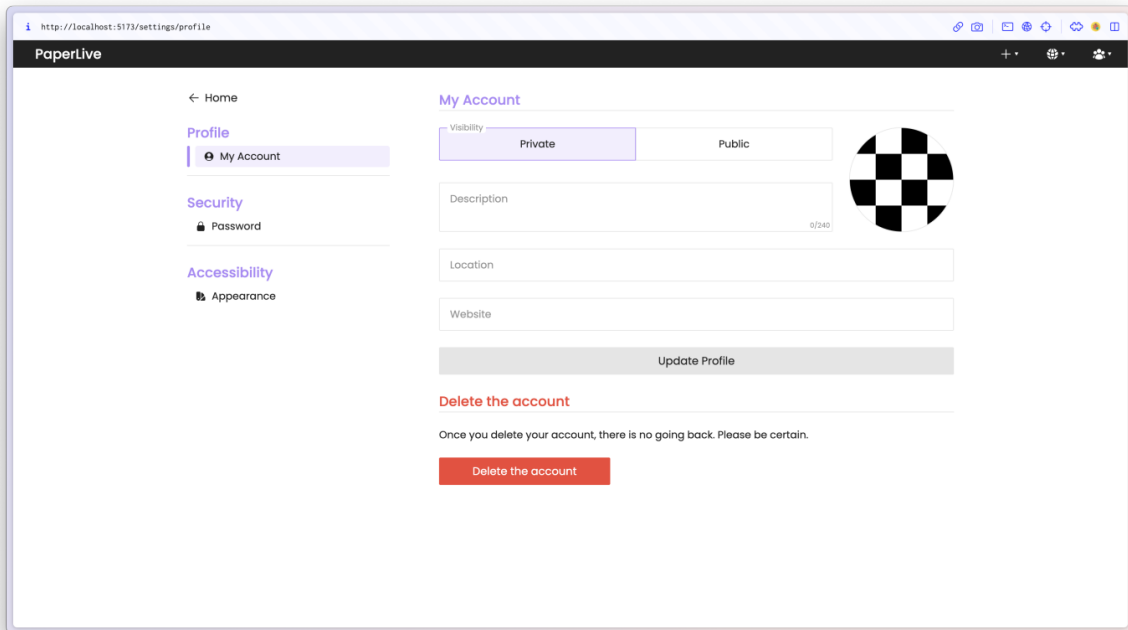 http://localhost:5173/settings/profile
PaperLive
Home
Profile
My Account
Security
Password
Accessibility
Appearance
My Account
Visibility
Private
Public
Description
0/240
Location
Website
Update Profile
Delete the account
Once you delete your account, there is no going back. Please be certain.
Delete the account